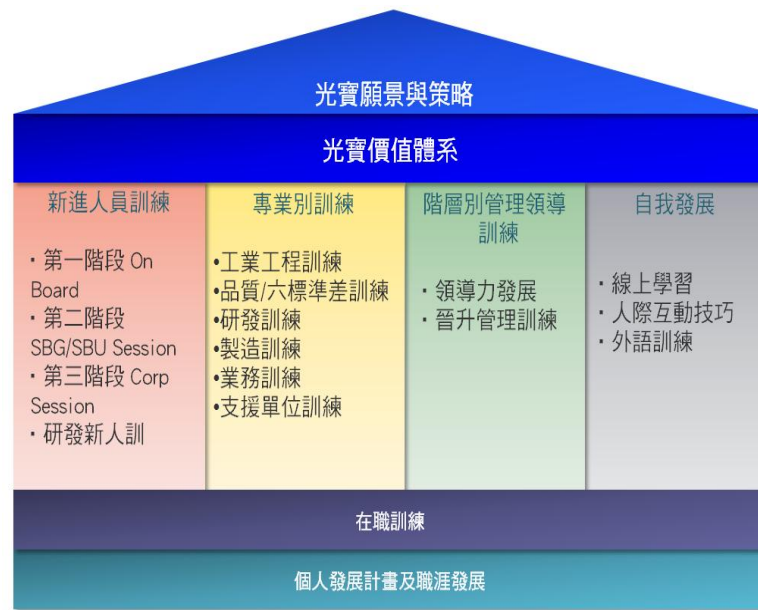 光寶願景與策略
光寶價值體系
新進人員訓練
・第一階段 On
Board
・第二階段
SBG/SBU Session
・第三階段 Corp
Session
・研發新人訓
專業別訓練
•工業工程訓練
•品質/六標準差訓練
•研發訓練
•製造訓練
•業務訓練
•支援單位訓練
階層別管理領導
訓練
・領導力發展
・晉升管理訓練
自我發展
・線上學習
・人際互動技巧
・外語訓練
在職訓練
個人發展計畫及職涯發展